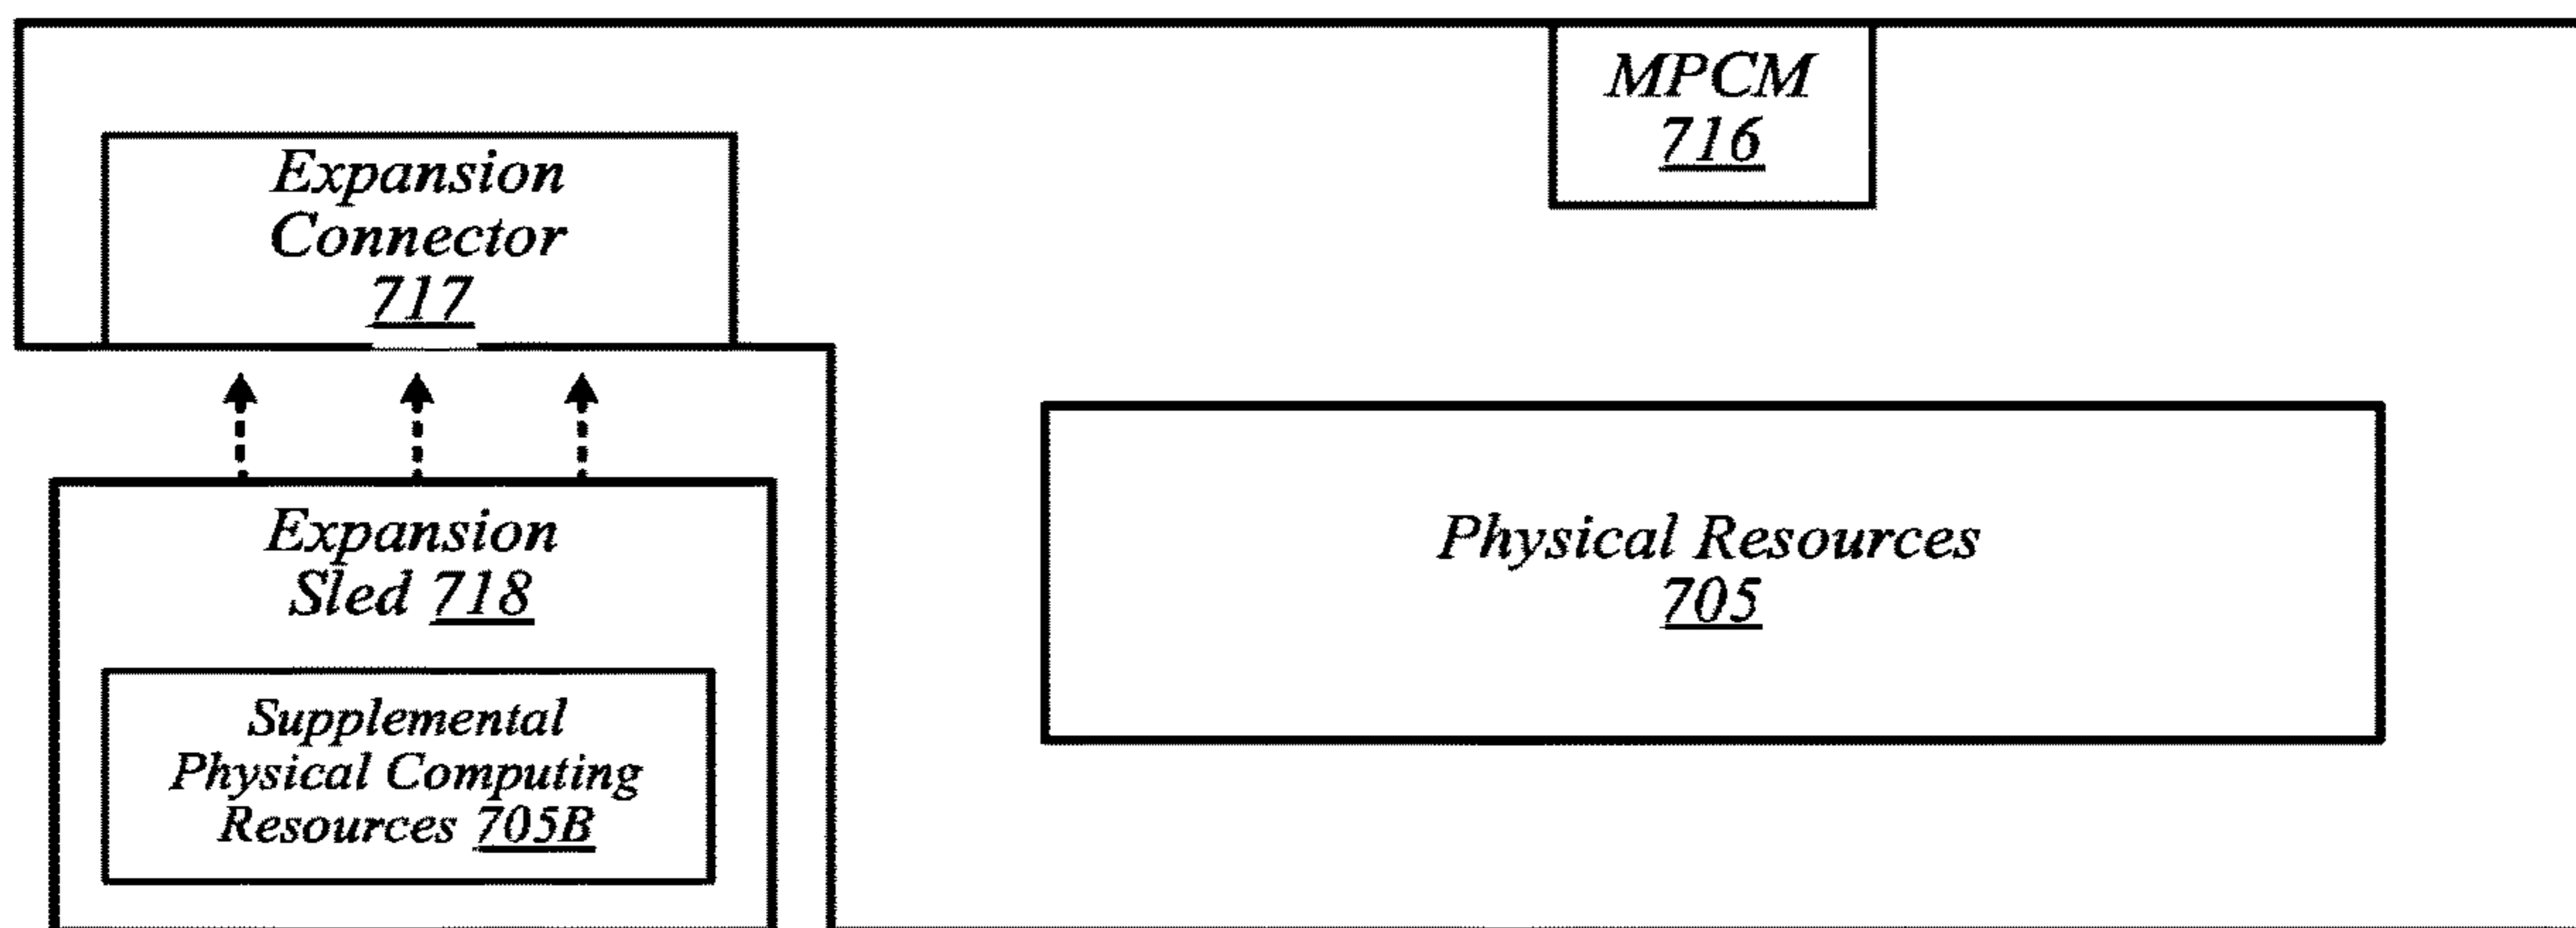 MPCM
716
Expansion
Connector
717
Expansion
Sled 718
Physical Resources
705
Supplemental
Physical Computing
Resources 705B